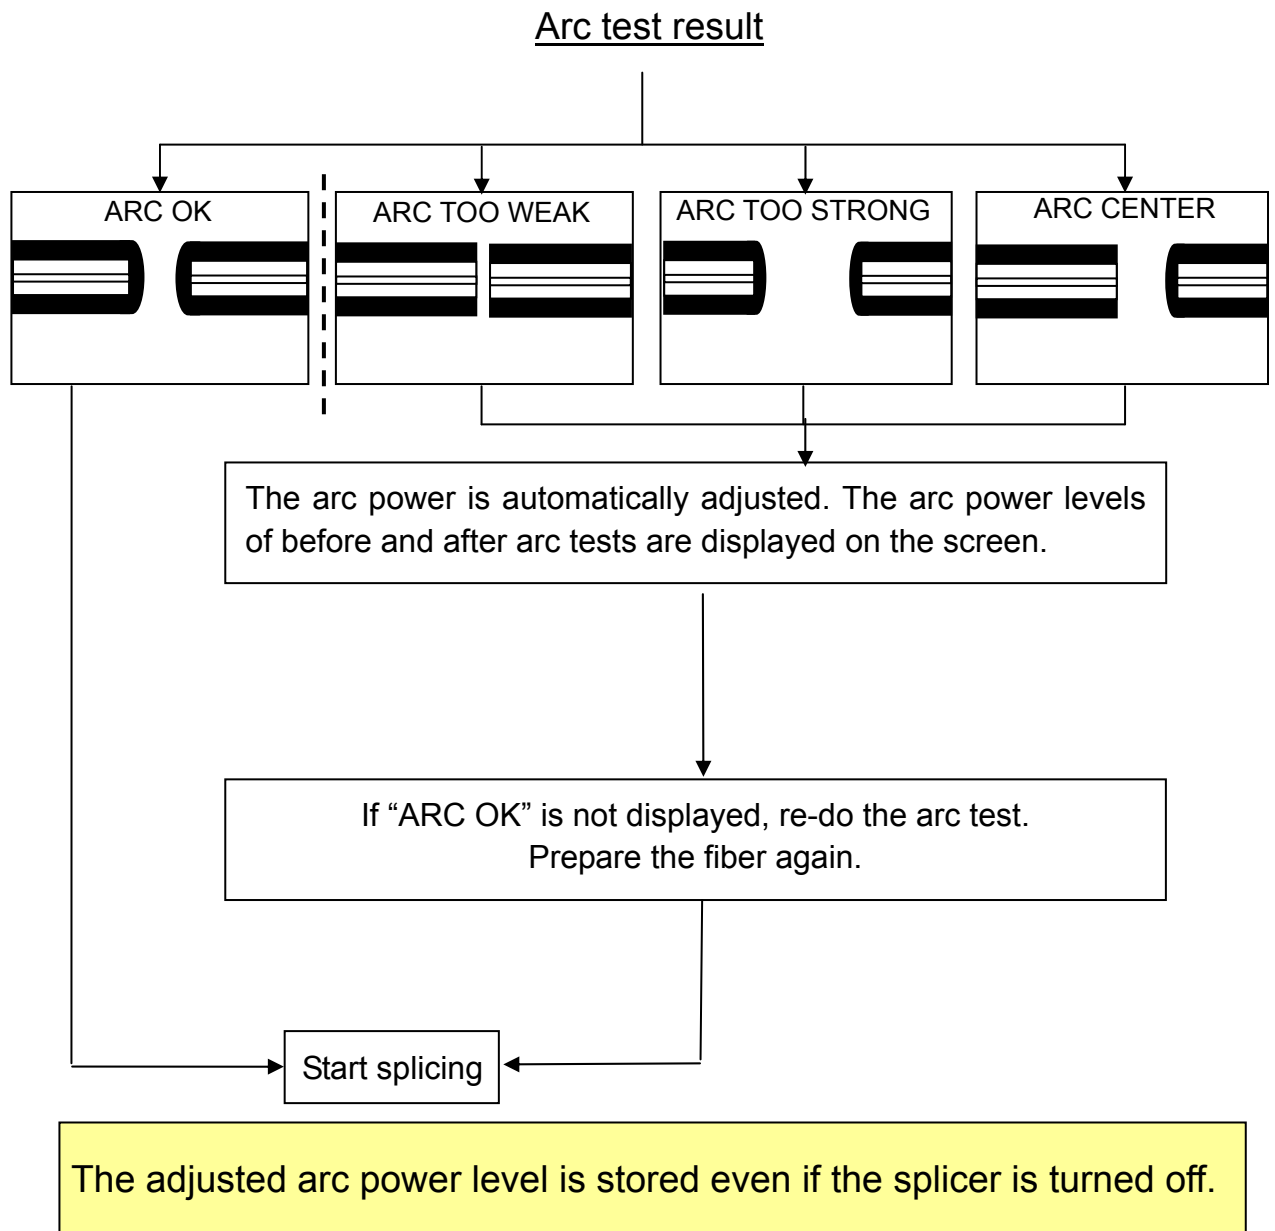 Arc test result
ARC OK
ARC TOO WEAK
ARC TOO STRONG
ARC CENTER
The arc power is automatically adjusted. The arc power levels
of before and after arc tests are displayed on the screen.
If “ARC OK” is not displayed, re-do the arc test.
Prepare the fiber again.
Start splicing
The adjusted arc power level is stored even if the splicer is turned off.